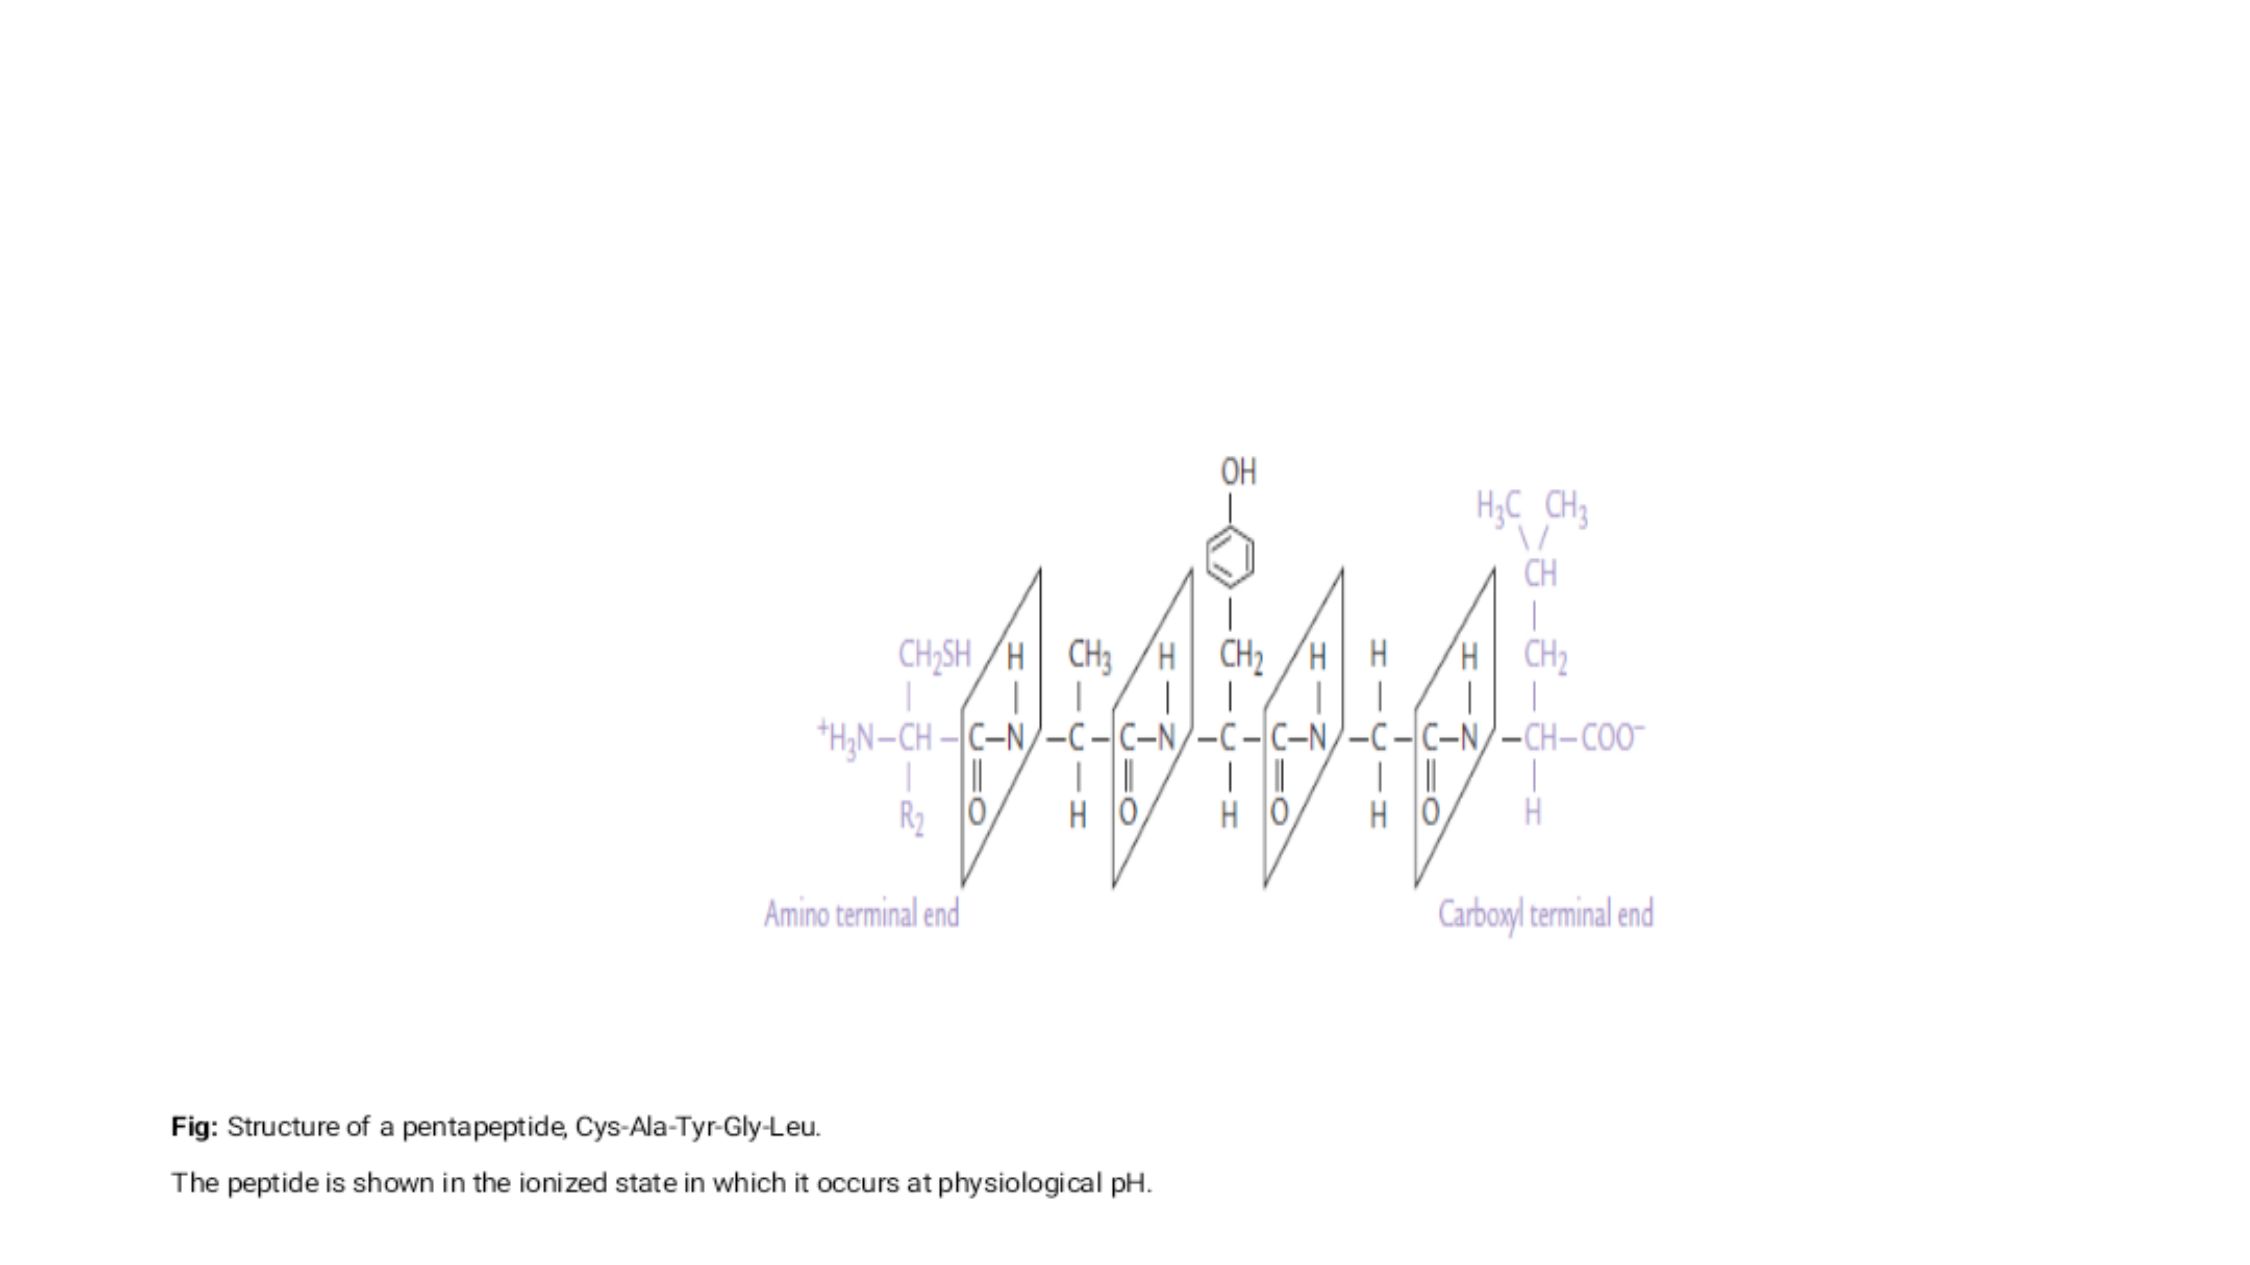 OH
H₃C CH₃
CH
CH₂SH H CH₃ H CH₂ H H H CH₂
⁺H₃N–CH–C–N–C–C–N–C–C–N–C–C–N–CH–COO⁻
R₂ O H O H O H O H
Amino terminal end Carboxyl terminal end
Fig: Structure of a pentapeptide, Cys-Ala-Tyr-Gly-Leu.
The peptide is shown in the ionized state in which it occurs at physiological pH.